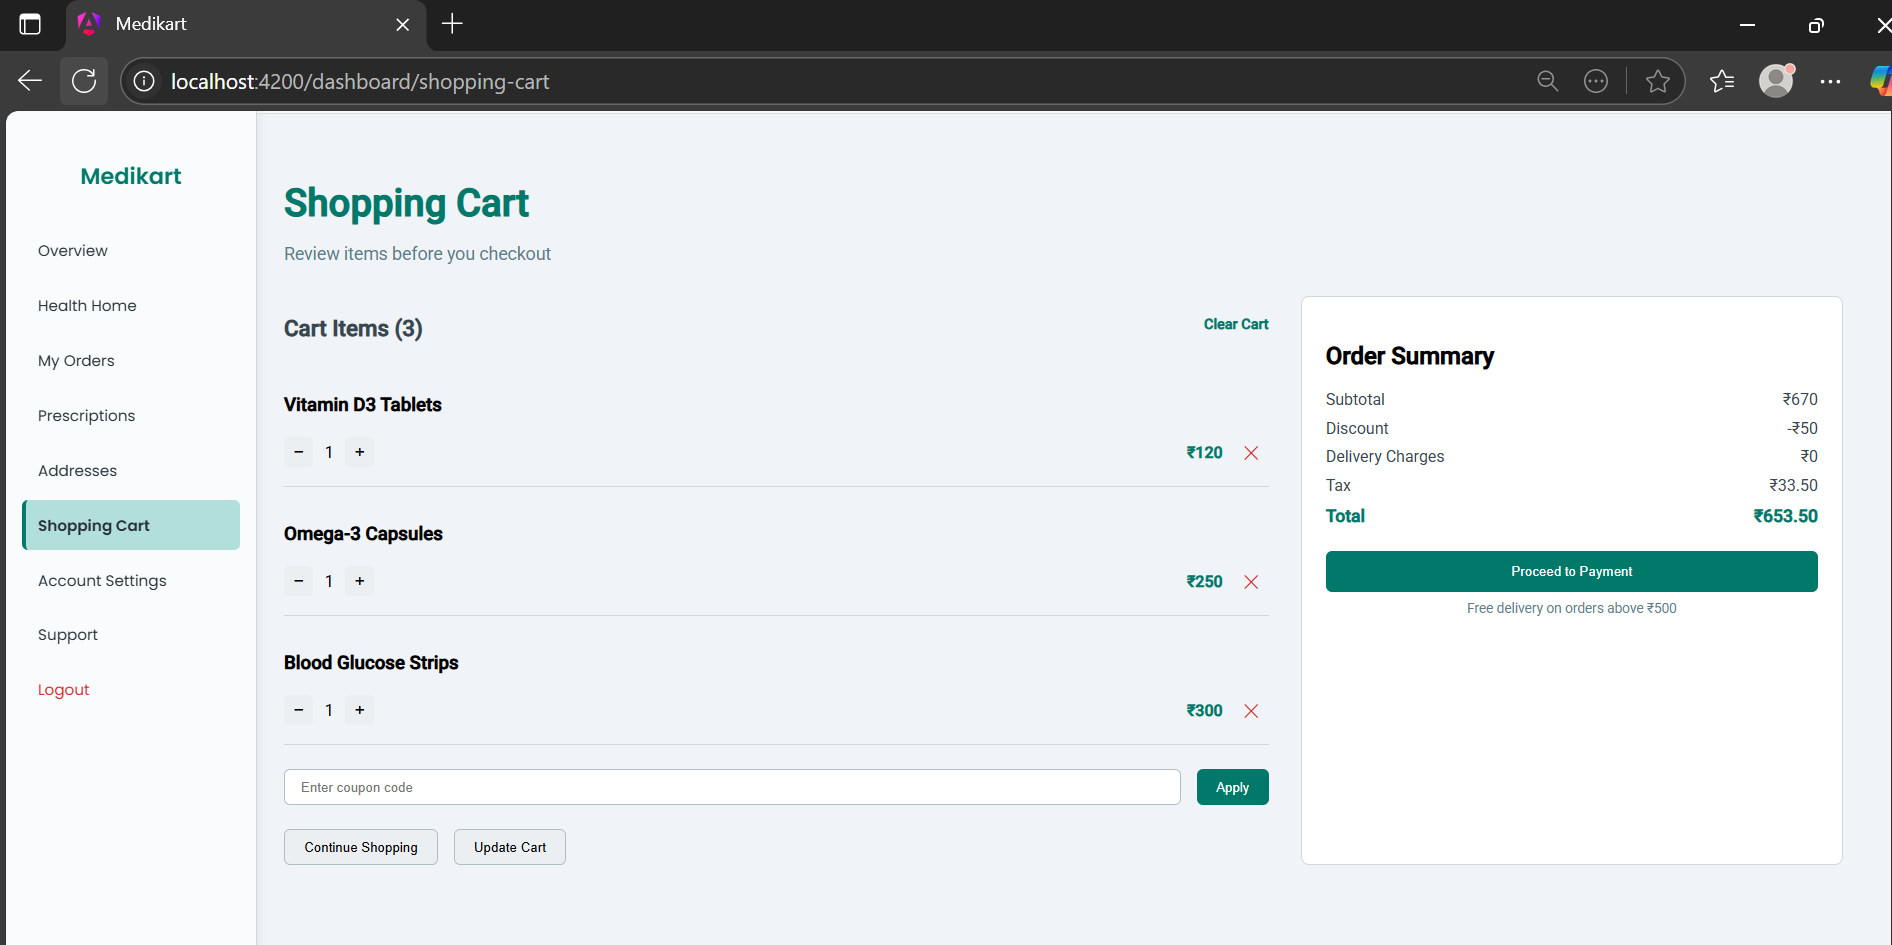 Medikart
localhost:4200/dashboard/shopping-cart
Medikart
Overview
Health Home
My Orders
Prescriptions
Addresses
Shopping Cart
Account Settings
Support
Logout
Shopping Cart
Review items before you checkout
Cart Items (3)
Clear Cart
Vitamin D3 Tablets
− 1 + ₹120
Omega-3 Capsules
− 1 + ₹250
Blood Glucose Strips
− 1 + ₹300
Enter coupon code
Apply
Continue Shopping
Update Cart
Order Summary
Subtotal ₹670
Discount -₹50
Delivery Charges ₹0
Tax ₹33.50
Total ₹653.50
Proceed to Payment
Free delivery on orders above ₹500